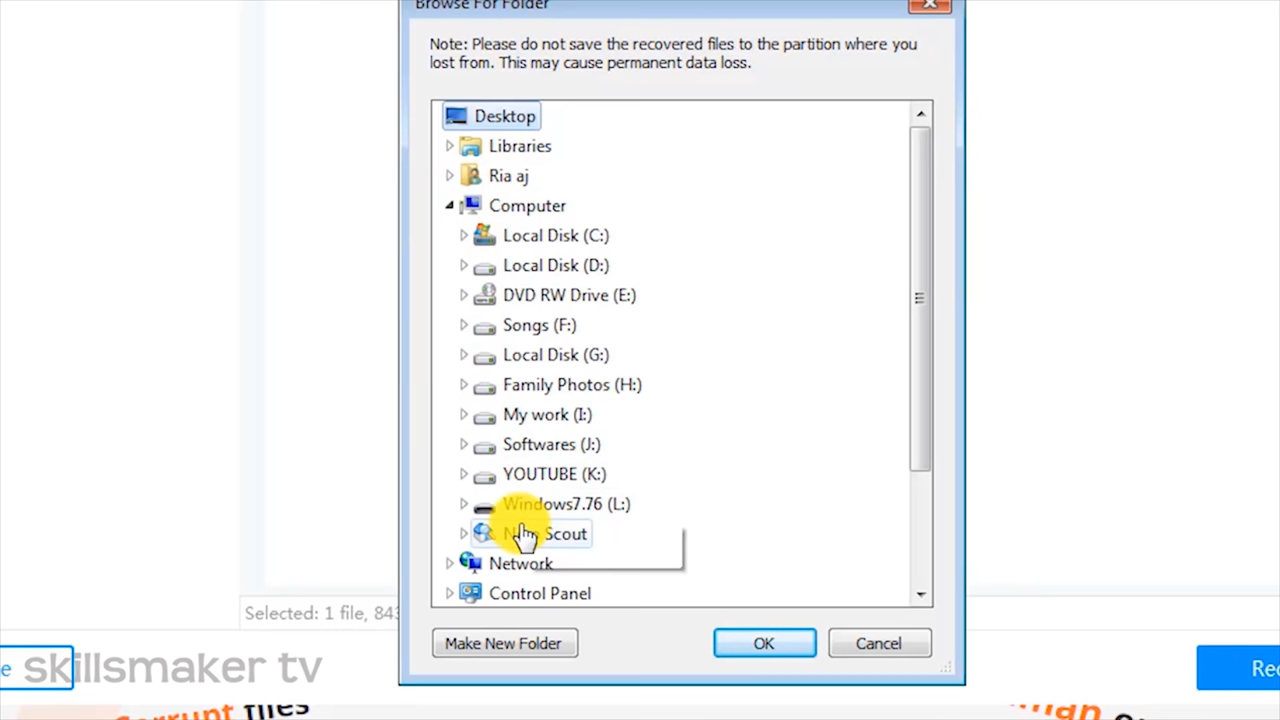 Browse For Folder
Note: Please do not save the recovered files to the partition where you
lost from. This may cause permanent data loss.
Desktop
Libraries
Ria aj
Computer
Local Disk (C:)
Local Disk (D:)
DVD RW Drive (E:)
Songs (F:)
Local Disk (G:)
Family Photos (H:)
My work (I:)
Softwares (J:)
YOUTUBE (K:)
Windows7.76 (L:)
Scout
Network
Control Panel
Selected: 1 file, 843
Make New Folder
OK
Cancel
skillsmaker tv
Corrupt files